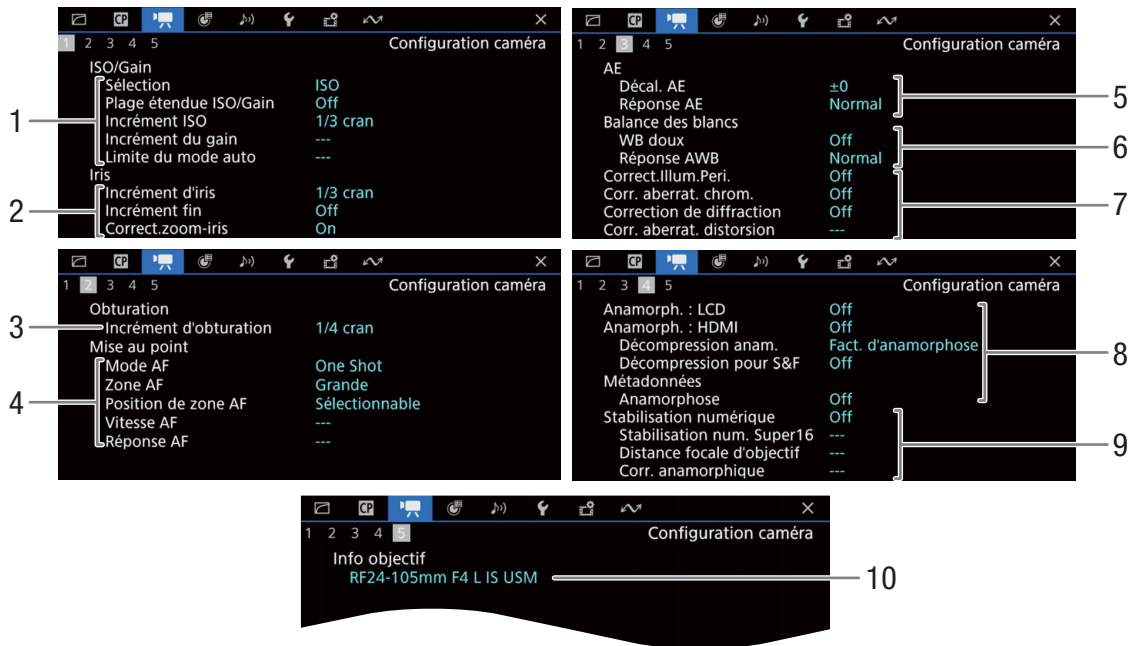 CP
1 2 3 4 5
Configuration caméra
ISO/Gain
Sélection ISO
Plage étendue ISO/Gain Off
Incrément ISO 1/3 cran
Incrément du gain ---
Limite du mode auto ---
1
Iris
Incrément d'iris 1/3 cran
Incrément fin Off
Correct.zoom-iris On
2
CP
1 2 3 4 5
Configuration caméra
AE
Décal. AE ±0
Réponse AE Normal
5
Balance des blancs
WB doux Off
Réponse AWB Normal
6
Correct.Illum.Peri. Off
Corr. aberrat. chrom. Off
Correction de diffraction Off
Corr. aberrat. distorsion ---
7
CP
1 2 3 4 5
Configuration caméra
Obturation
Incrément d'obturation 1/4 cran
3
Mise au point
Mode AF One Shot
Zone AF Grande
Position de zone AF Sélectionnable
Vitesse AF ---
Réponse AF ---
4
CP
1 2 3 4 5
Configuration caméra
Anamorph. : LCD Off
Anamorph. : HDMI Off
Décompression anam. Fact. d'anamorphose
Décompression pour S&F Off
Métadonnées
Anamorphose Off
8
Stabilisation numérique Off
Stabilisation num. Super16 ---
Distance focale d'objectif ---
Corr. anamorphique ---
9
CP
1 2 3 4 5
Configuration caméra
Info objectif
RF24-105mm F4 L IS USM
10